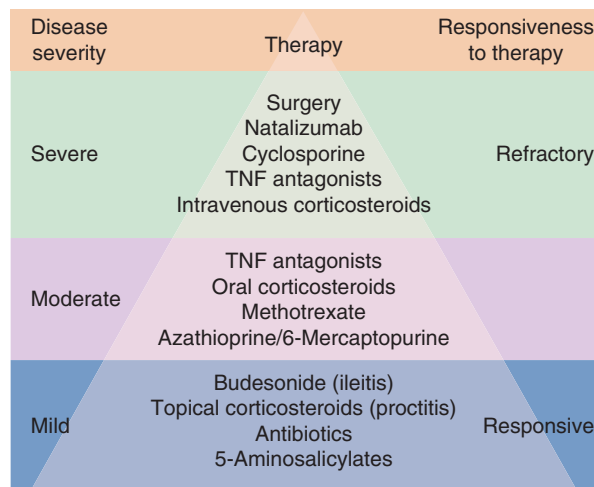 Disease severity
Therapy
Responsiveness to therapy
Severe
Surgery
Natalizumab
Cyclosporine
TNF antagonists
Intravenous corticosteroids
Refractory
Moderate
TNF antagonists
Oral corticosteroids
Methotrexate
Azathioprine/6-Mercaptopurine
Mild
Budesonide (ileitis)
Topical corticosteroids (proctitis)
Antibiotics
5-Aminosalicylates
Responsive